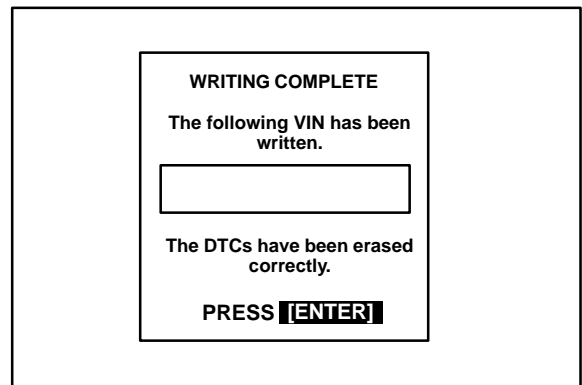 WRITING COMPLETE
The following VIN has been
written.
The DTCs have been erased
correctly.
PRESS [ENTER]